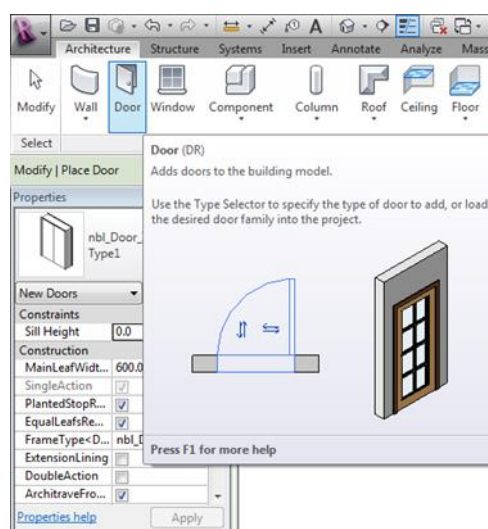 Architecture Structure Systems Insert Annotate Analyze Mass
Modify Wall Door Window Component Column Roof Ceiling Floor
Select
Modify | Place Door
Properties
Door (DR)
Adds doors to the building model.
Use the Type Selector to specify the type of door to add, or load
the desired door family into the project.
nbl_Door_
Type1
New Doors
Constraints
Sill Height 0.0
Construction
MainLeafWidt... 600.0
SingleAction
PlantedStopR...
EqualLeafsRe...
FrameType<D... nbl_D
ExtensionLining
DoubleAction
ArchitraveFro...
Press F1 for more help
Properties help Apply